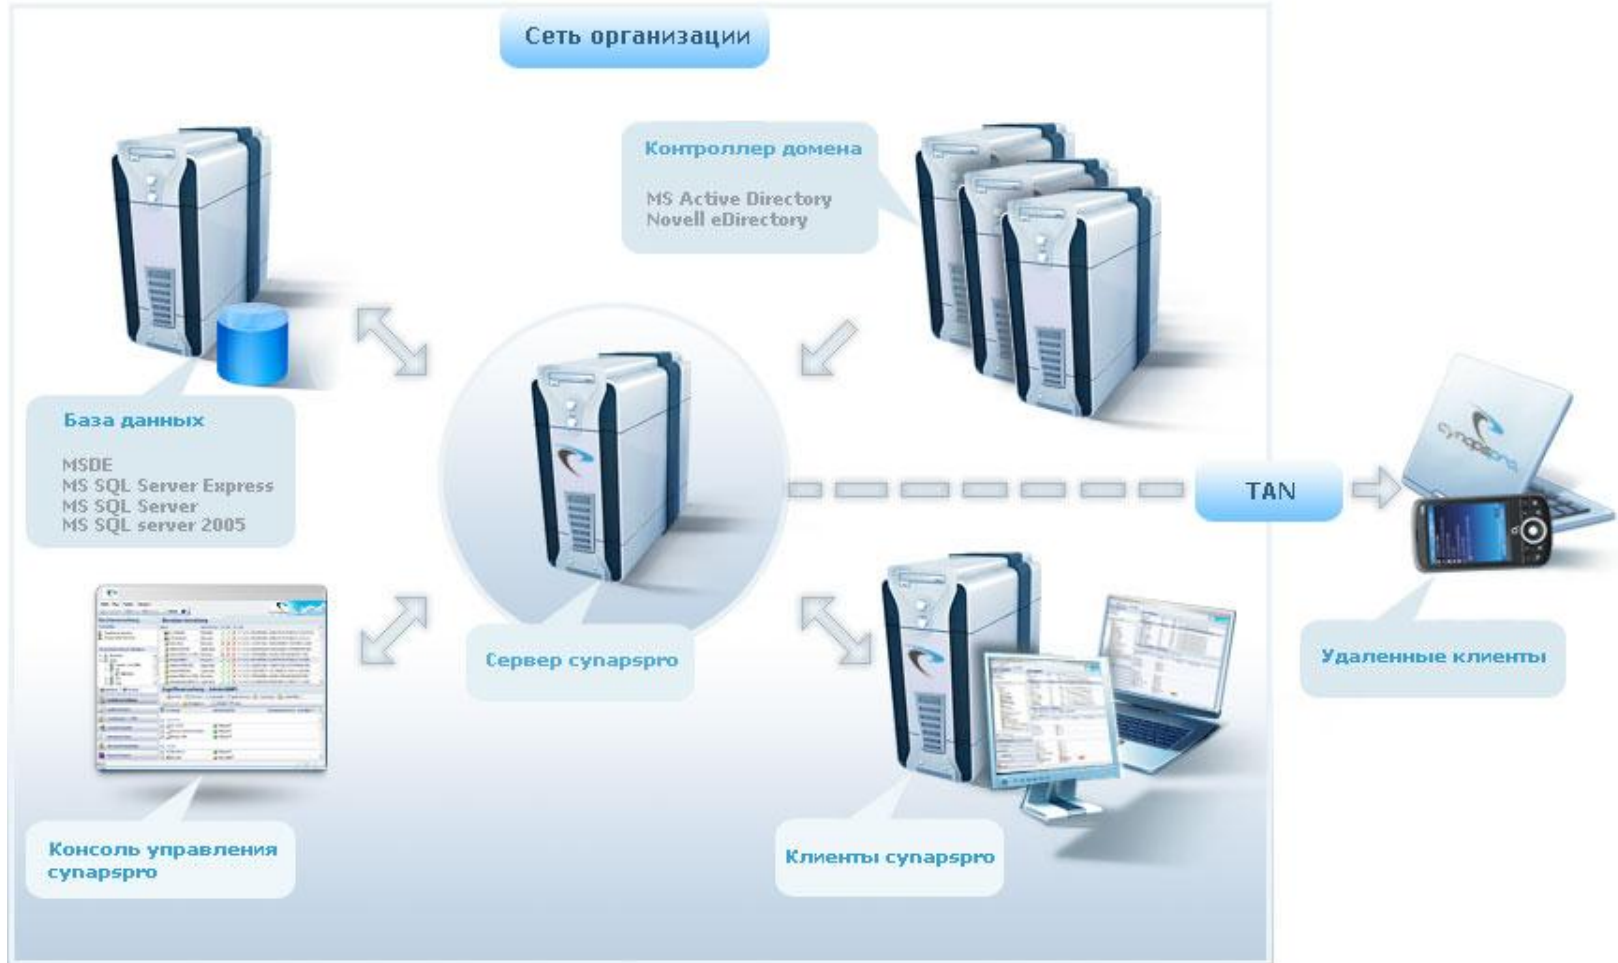 Сеть организации
Контроллер домена
MS Active Directory
Novell eDirectory
База данных
MSDE
MS SQL Server Express
MS SQL Server
MS SQL server 2005
TAN
cynapspro
Сервер cynapspro
Удаленные клиенты
Консоль управления
cynapspro
Клиенты cynapspro